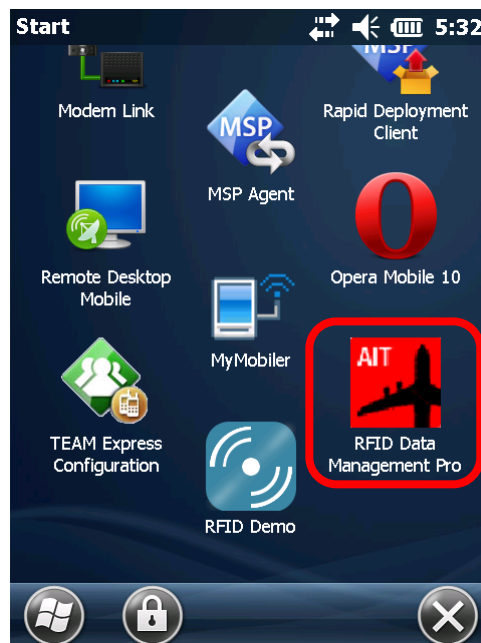 Start
5:32
MSP
Modem Link
Rapid Deployment
Client
MSP
MSP Agent
Remote Desktop
Mobile
Opera Mobile 10
MyMobiler
AIT
TEAM Express
Configuration
RFID Data
Management Pro
RFID Demo